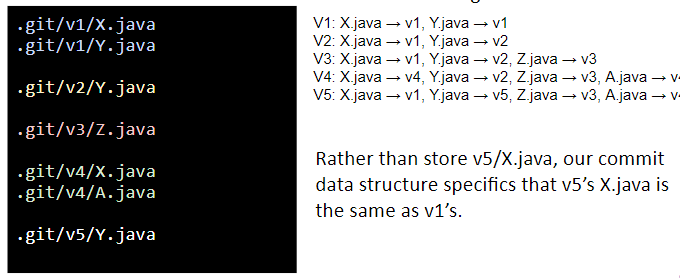 .git/v1/X.java
.git/v1/Y.java
.git/v2/Y.java
.git/v3/Z.java
.git/v4/X.java
.git/v4/A.java
.git/v5/Y.java
V1: X.java → v1, Y.java → v1
V2: X.java → v1, Y.java → v2
V3: X.java → v1, Y.java → v2, Z.java → v3
V4: X.java → v4, Y.java → v2, Z.java → v3, A.java →
V5: X.java → v1, Y.java → v5, Z.java → v3, A.java →
Rather than store v5/X.java, our commit
data structure specifics that v5’s X.java is
the same as v1’s.